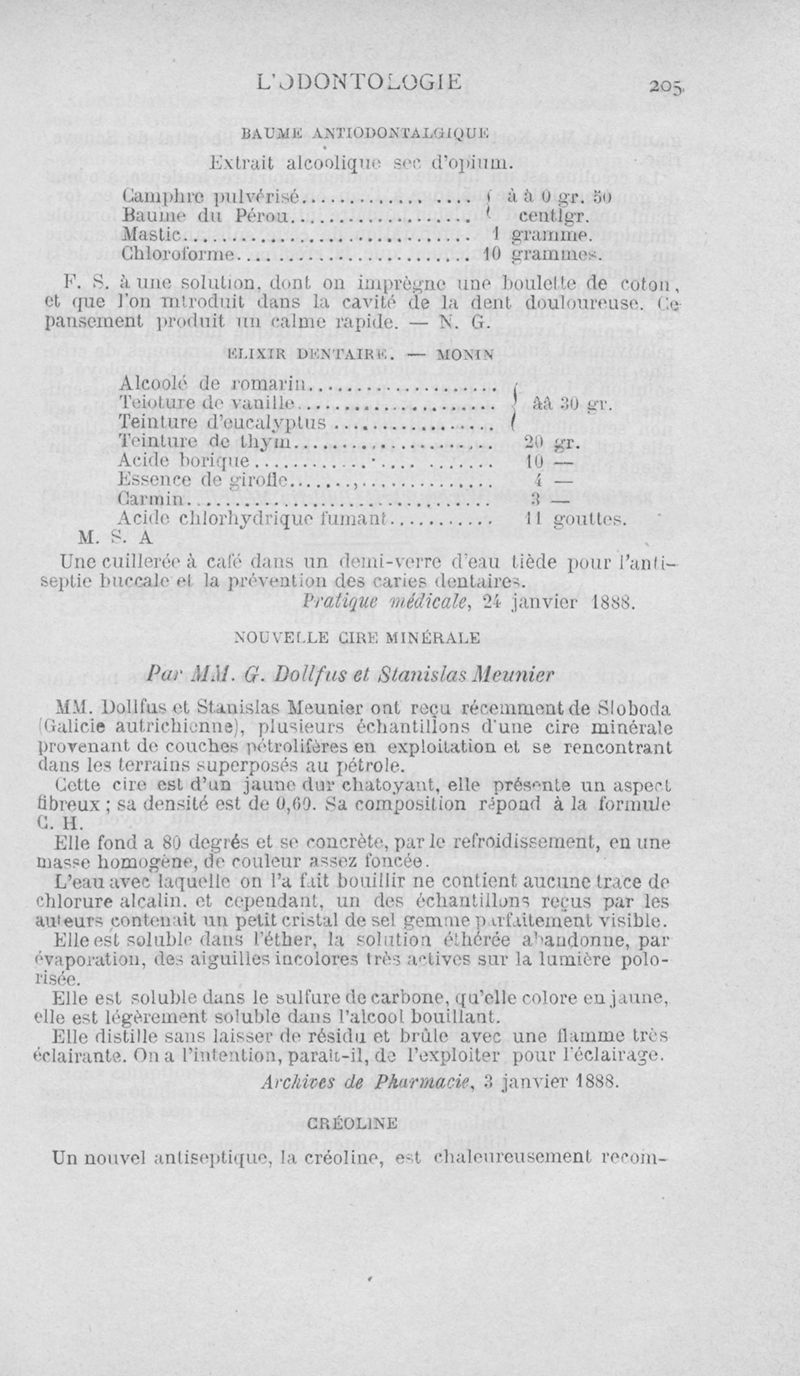 L'ODONTOLOGIE 205
BAUME ANTIODONTALGIQUE
Extrait alcoolique sec d'opium.
Camphre pulvérisé.................. ( à à 0 gr. 50
Baume du Pérou.................... ( centigr.
Mastic............................. 1 gramme.
Chloroforme........................ 10 grammes.
F. S. à une solution, dont on imprègne une boulette de coton,
et que l'on introduit dans la cavité de la dent douloureuse. Ce
pansement produit un calme rapide. — N. G.
ELIXIR DENTAIRE. — MONIN
Alcoolé de romarin....................
Teioture de vanille.................... } àà 30 gr.
Teinture d'eucalyptus .................
Teinture de thym..................... 20 gr.
Acide borique........................ 10 —
Essence de girofle.................... 4 —
Carmin.............................. 3 —
Acide chlorhydrique fumant........... 11 gouttes.
M. S. A
Une cuillerée à café dans un demi-verre d'eau tiède pour l'anti-
septie buccale et la prévention des caries dentaires.
Pratique médicale, 24 janvier 1888.
NOUVELLE CIRE MINÉRALE
Par MM. G. Dollfus et Stanislas Meunier
MM. Dollfus et Stanislas Meunier ont reçu récemment de Sloboda
(Galicie autrichienne), plusieurs échantillons d'une cire minérale
provenant de couches pétrolifères en exploitation et se rencontrant
dans les terrains superposés au pétrole.
Cette cire est d'un jaune dur chatoyant, elle présente un aspect
fibreux ; sa densité est de 0,60. Sa composition répond à la formule
C. H.
Elle fond a 80 degrés et se concrète, par le refroidissement, en une
masse homogène, de couleur assez foncée.
L'eau avec laquelle on l'a fait bouillir ne contient aucune trace de
chlorure alcalin. et cependant, un des échantillons reçus par les
auteurs contenait un petit cristal de sel gemme parfaitement visible.
Elle est soluble dans l'éther, la solution éthérée abandonne, par
évaporation, des aiguilles incolores très actives sur la lumière polo-
risée.
Elle est soluble dans le sulfure de carbone, qu'elle colore en jaune,
elle est légèrement soluble dans l'alcool bouillant.
Elle distille sans laisser de résidu et brûle avec une flamme très
éclairante. On a l'intention, parait-il, de l'exploiter pour l'éclairage.
Archives de Pharmacie, 3 janvier 1888.
CRÉOLINE
Un nouvel antiseptique, la créoline, est chaleureusement recom-